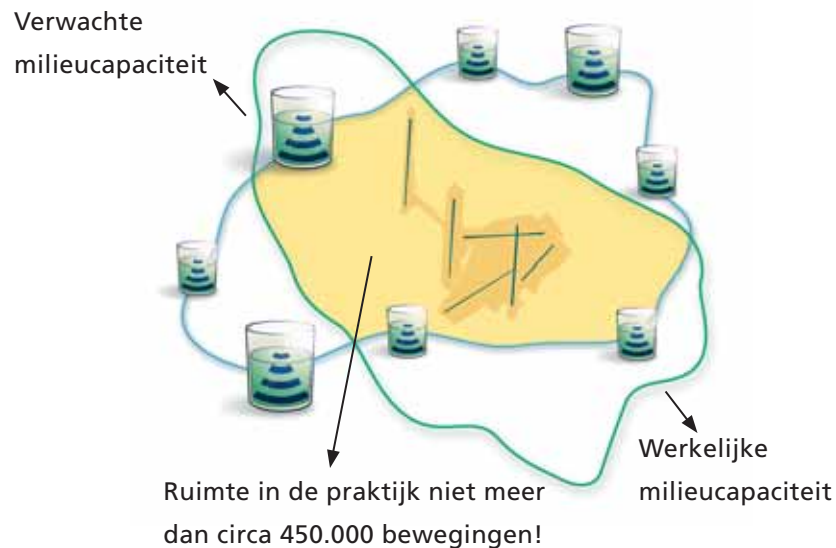 Verwachte
milieucapaciteit
Werkelijke
milieucapaciteit
Ruimte in de praktijk niet meer
dan circa 450.000 bewegingen!